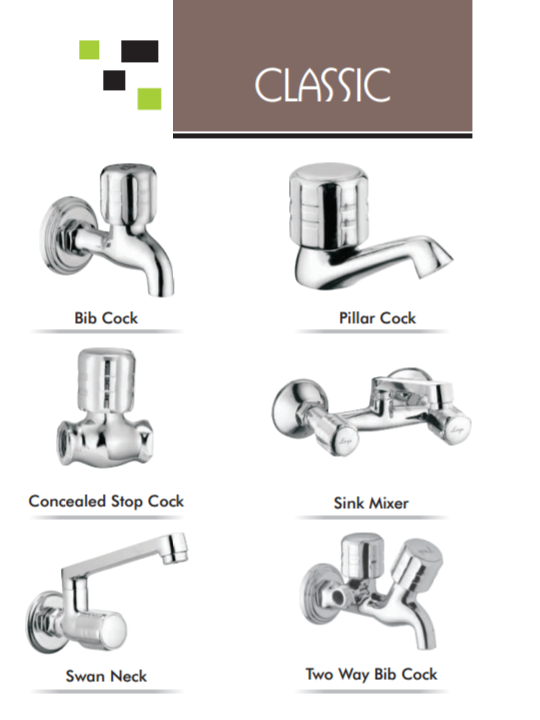 CLASSIC
Bib Cock
Pillar Cock
Concealed Stop Cock
Sink Mixer
Swan Neck
Two Way Bib Cock